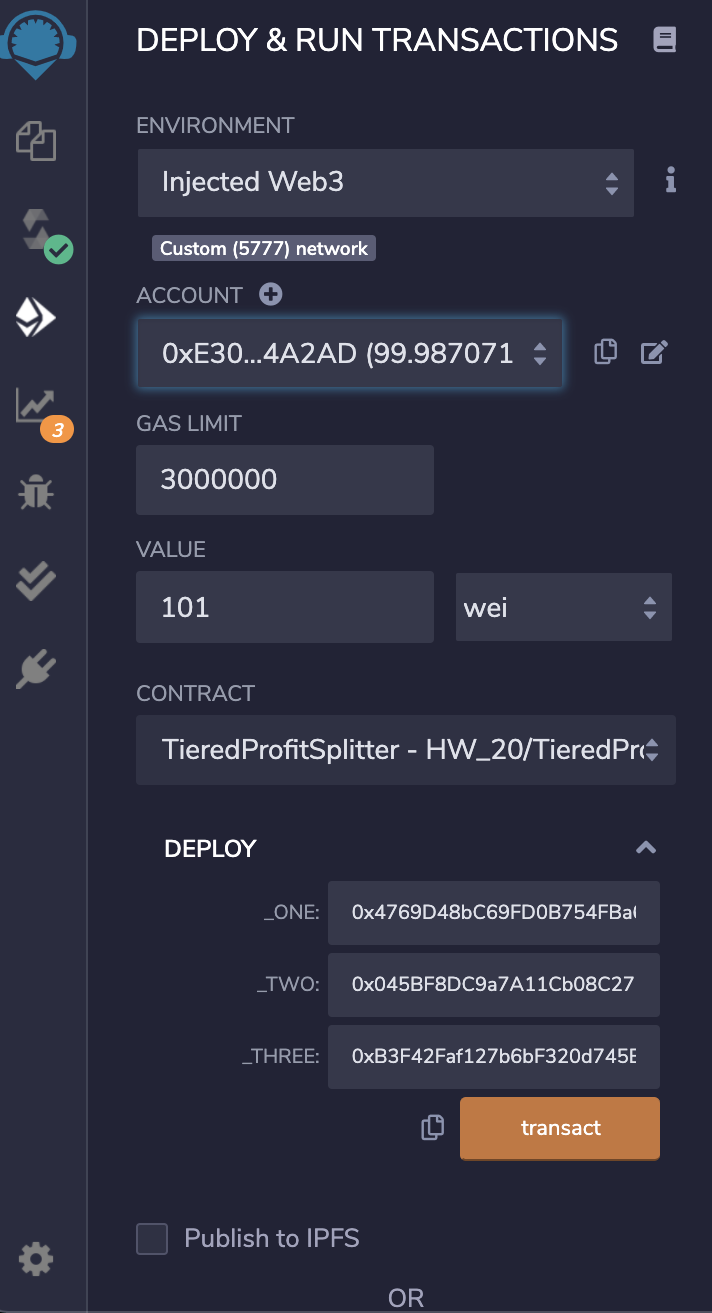 DEPLOY & RUN TRANSACTIONS
ENVIRONMENT
Injected Web3
Custom (5777) network
ACCOUNT
0xE30...4A2AD (99.987071
GAS LIMIT
3000000
3
VALUE
101
wei
CONTRACT
TieredProfitSplitter - HW_20/TieredPr
DEPLOY
_ONE: 0x4769D48bC69FD0B754FBa
_TWO: 0x045BF8DC9a7A11Cb08C27
_THREE: 0xB3F42Faf127b6bF320d745E
transact
Publish to IPFS
OR